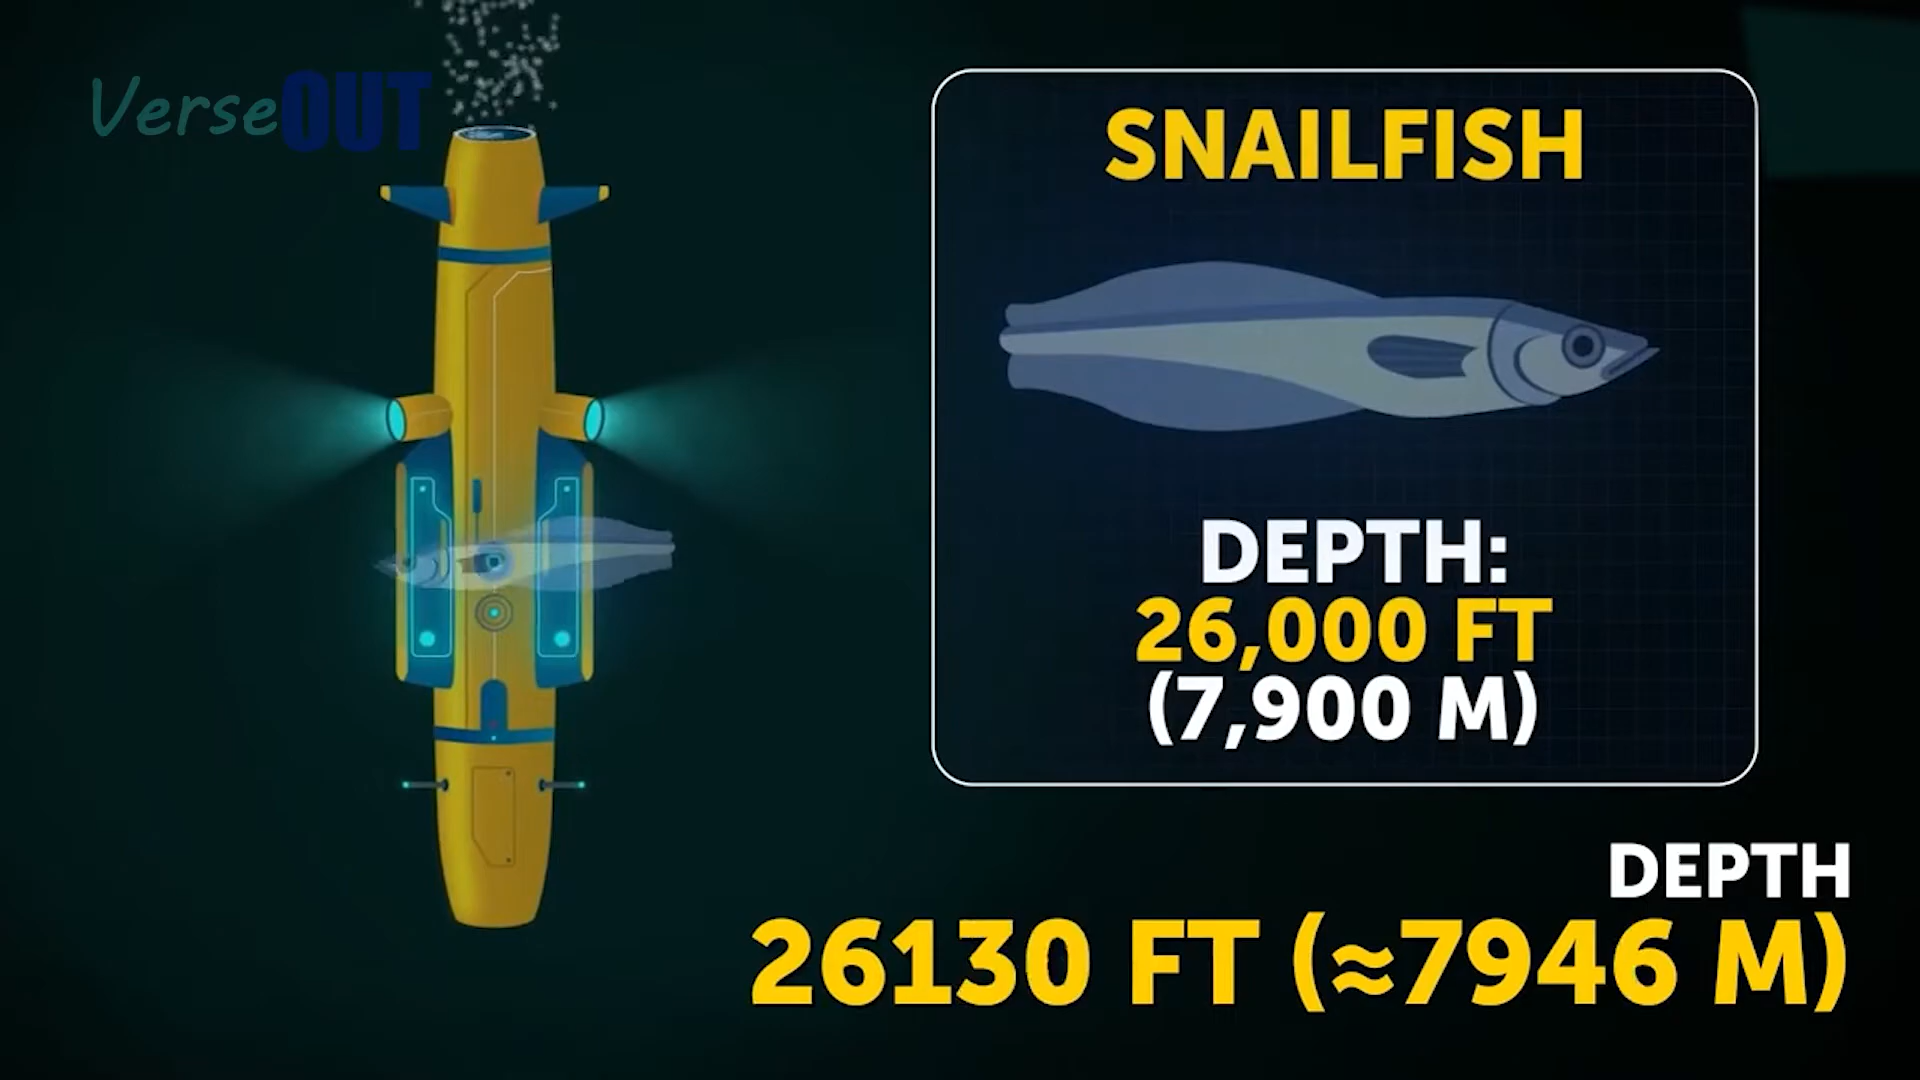 VerseOUT
SNAILFISH
DEPTH:
26,000 FT
(7,900 M)
DEPTH
26130 FT (≈7946 M)